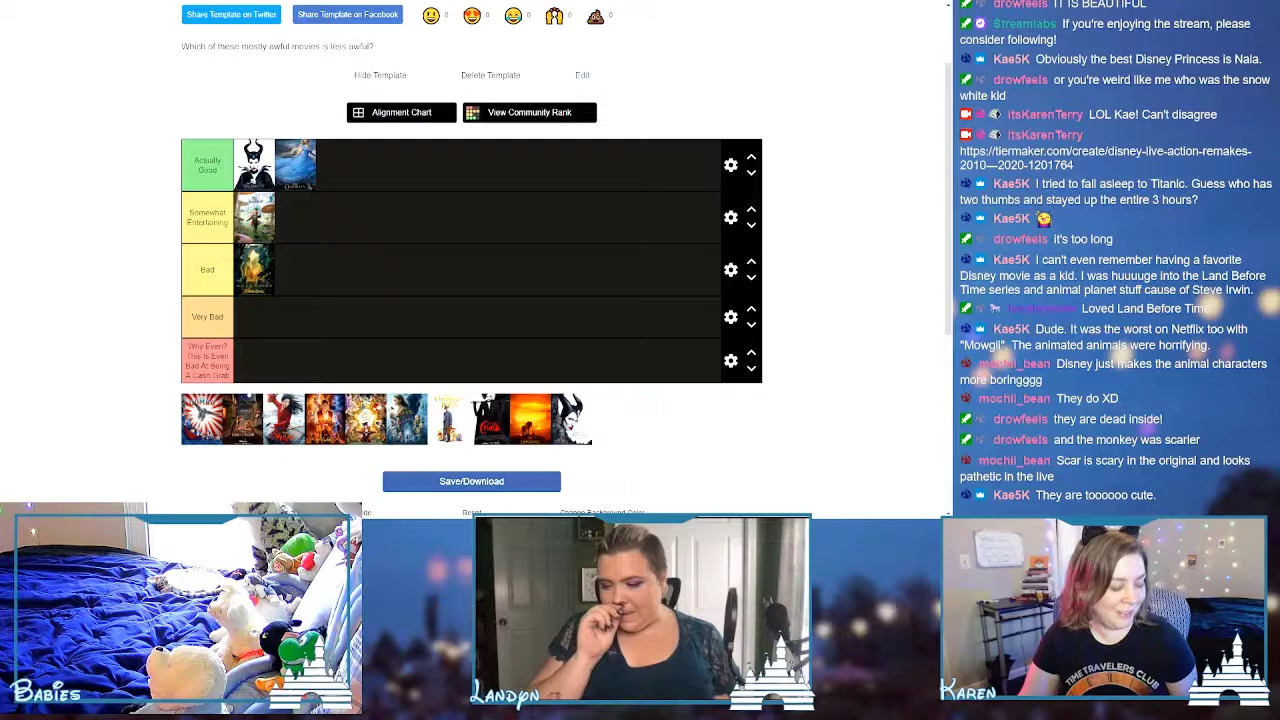 Share Template on Twitter
Share Template on Facebook
0
0
0
0
0
Which of these mostly awful movies is less awful?
Hide Template
Delete Template
Edit
Alignment Chart
View Community Rank
Actually
Good
Somewhat
Entertaining
Bad
Very Bad
Why Even?
This Is Even
Bad At Being
A Cash Grab
Save/Download
Reset
Change Background Color
drowfeels IT IS BEAUTIFUL
Streamlabs If you're enjoying the stream, please
consider following!
Kae5K Obviously the best Disney Princess is Nala.
drowfeels or you're weird like me who was the snow
white kid
itsKarenTerry LOL Kae! Can't disagree
itsKarenTerry
https://tiermaker.com/create/disney-live-action-remakes-
2010—2020-1201764
Kae5K I tried to fall asleep to Titanic. Guess who has
two thumbs and stayed up the entire 3 hours?
Kae5K
drowfeels it's too long
Kae5K I can't even remember having a favorite
Disney movie as a kid. I was huuuuge into the Land Before
Time series and animal planet stuff cause of Steve Irwin.
Loved Land Before Time
Kae5K Dude. It was the worst on Netflix too with
"Mowgli". The animated animals were horrifying.
mochii_bean Disney just makes the animal characters
more boringggg
mochii_bean They do XD
drowfeels they are dead inside!
drowfeels and the monkey was sacier
mochii_bean Scar is scary in the original and looks
pathetic in the live
Kae5K They are toooooo cute.
TIME TRAVELERS CLUB
Babies
Landyn
Karen